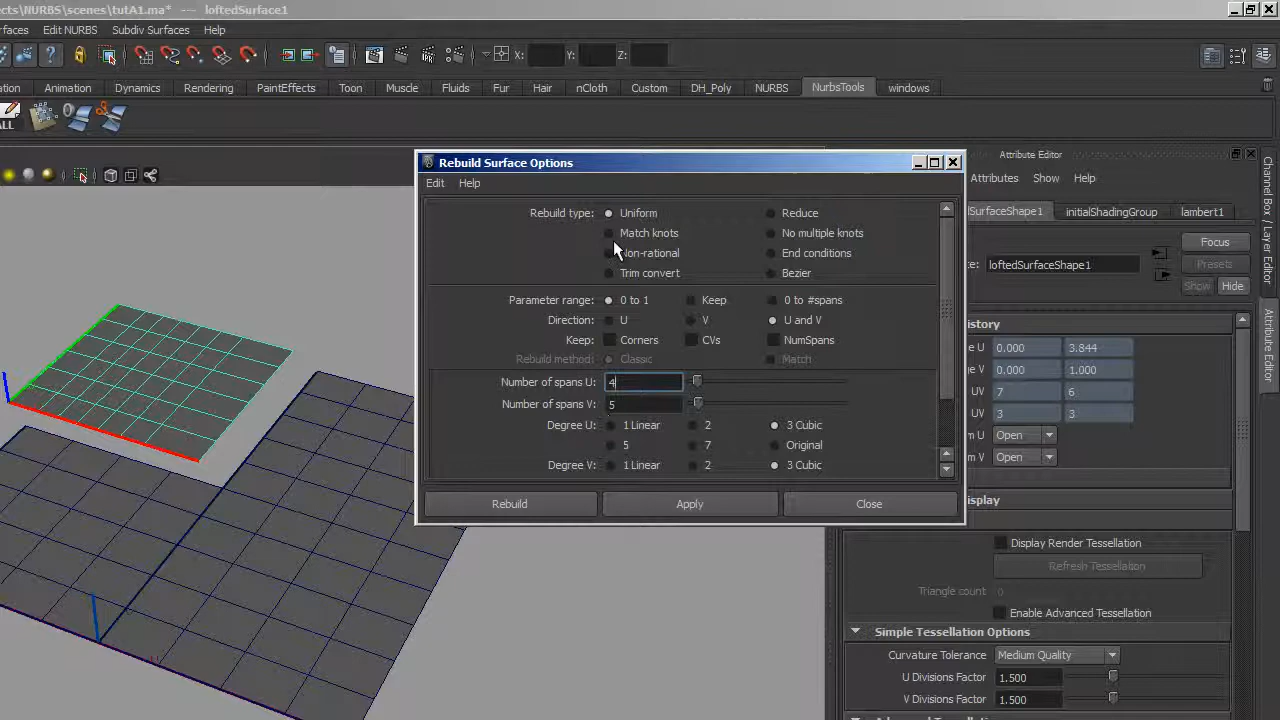 ects\NURBS\scenes\tutA1.ma* --- loftedSurface1
rfaces Edit NURBS Subdiv Surfaces Help
X: Y: Z:
ation Animation Dynamics Rendering PaintEffects Toon Muscle Fluids Fur Hair nCloth Custom DH_Poly NURBS NurbsTools windows
ALL
Rebuild Surface Options
Edit Help
Rebuild type: Uniform Reduce
Match knots No multiple knots
Non-rational End conditions
Trim convert Bezier
Parameter range: 0 to 1 Keep 0 to #spans
Direction: U V U and V
Keep: Corners CVs NumSpans
Rebuild method: Classic Match
Number of spans U: 4
Number of spans V: 5
Degree U: 1 Linear 2 3 Cubic
5 7 Original
Degree V: 1 Linear 2 3 Cubic
Rebuild Apply Close
Attribute Editor
Attributes Show Help
SurfaceShape1 initialShadingGroup lambert1
e: loftedSurfaceShape1
Focus
Presets
Show Hide
istory
e U 0.000 3.844
e V 0.000 1.000
UV 7 6
UV 3 3
m U Open
m V Open
isplay
Display Render Tessellation
Refresh Tessellation
Triangle count 0
Enable Advanced Tessellation
Simple Tessellation Options
Curvature Tolerance Medium Quality
U Divisions Factor 1.500
V Divisions Factor 1.500
Channel Box / Layer Editor
Attribute Editor